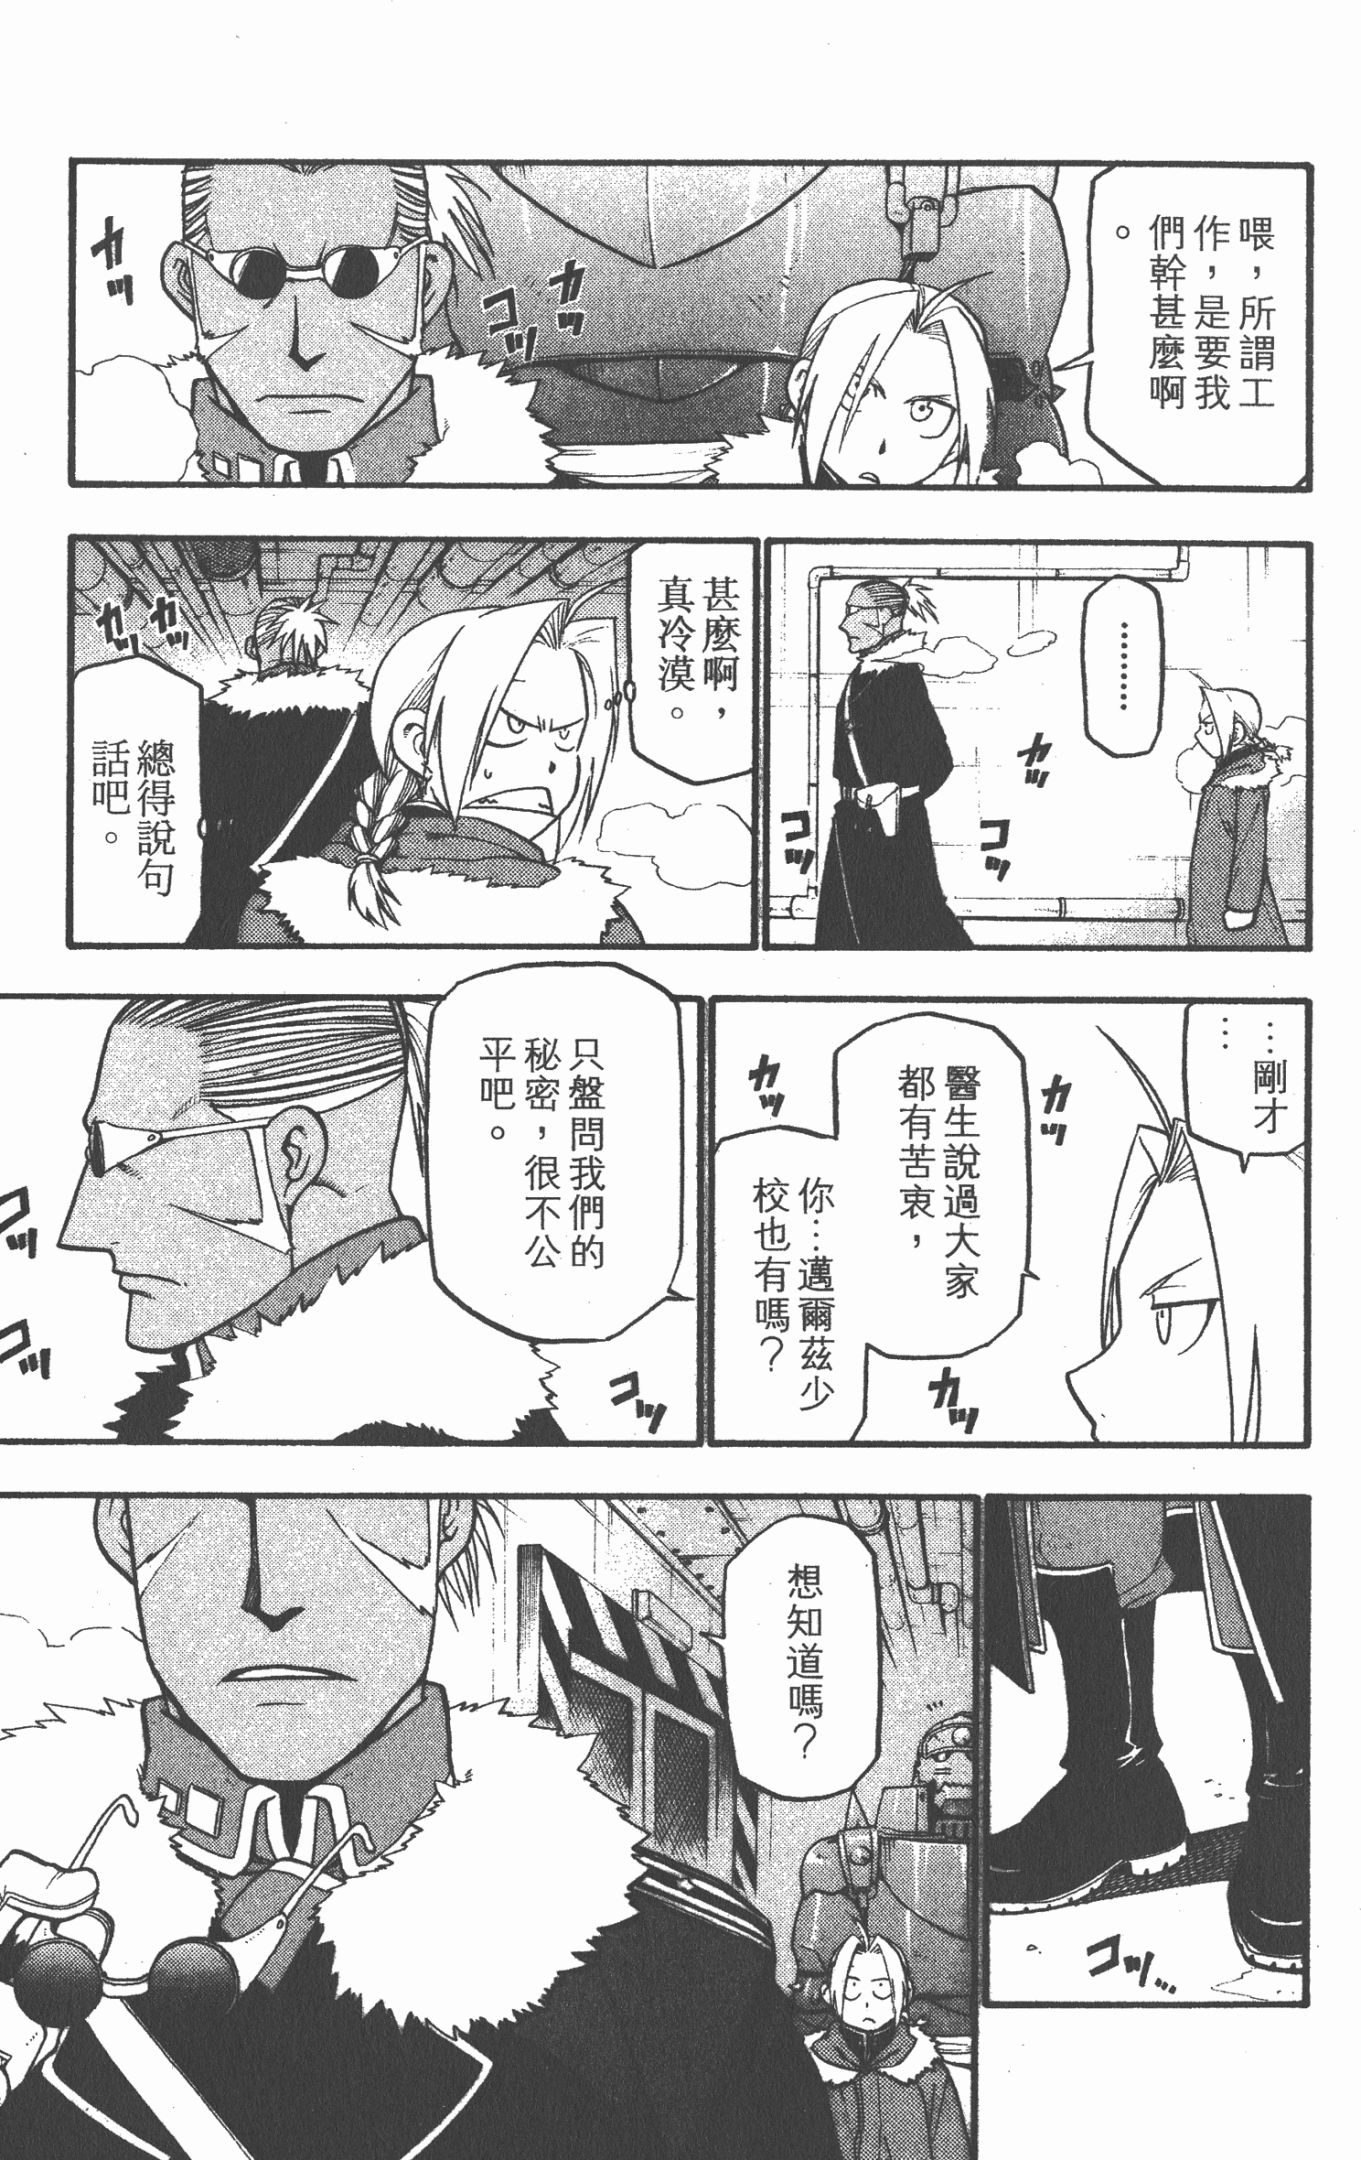 喂，所謂工
作，是要我
們幹甚麼啊
。
カッ
コッ
カッ
………
カッ
コッ
コッ
甚麼啊，
真冷漠。
カッ
カッ
總得說句
話吧。
…剛才
…
醫生說過大家
都有苦衷，
你…邁爾茲少
校也有嗎？
カッ
カッ
カッ
只盤問我們的
秘密，很不公
平吧。
コッ
コッ
コッ
コッ…
想知道嗎？